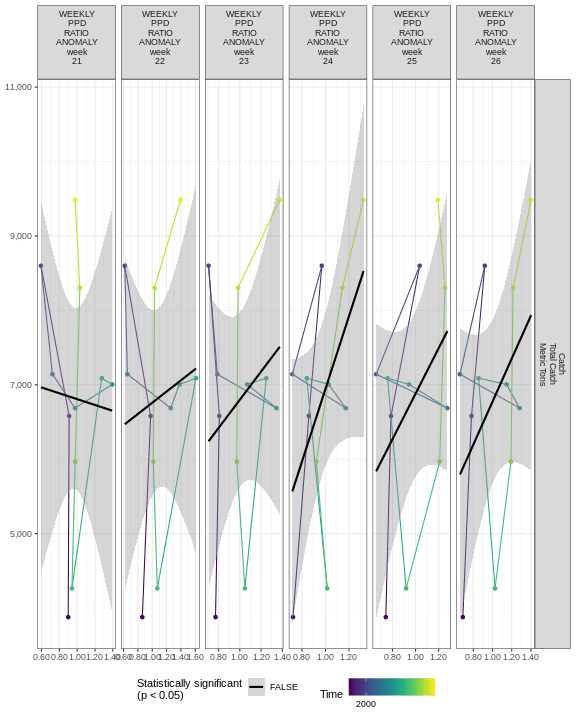 WEEKLY
PPD
RATIO
ANOMALY
week
21
WEEKLY
PPD
RATIO
ANOMALY
week
22
WEEKLY
PPD
RATIO
ANOMALY
week
23
WEEKLY
PPD
RATIO
ANOMALY
week
24
WEEKLY
PPD
RATIO
ANOMALY
week
25
WEEKLY
PPD
RATIO
ANOMALY
week
26
11,000
9,000
7,000
5,000
Catch
Total Catch
Metric Tons
0.60 0.80 1.00 1.20 1.40
0.60 0.80 1.00 1.20 1.40 1.60
0.80 1.00 1.20 1.40
0.80 1.00 1.20
0.80 1.00 1.20
0.80 1.00 1.20 1.40
Statistically significant
(p < 0.05)
FALSE
Time
2000